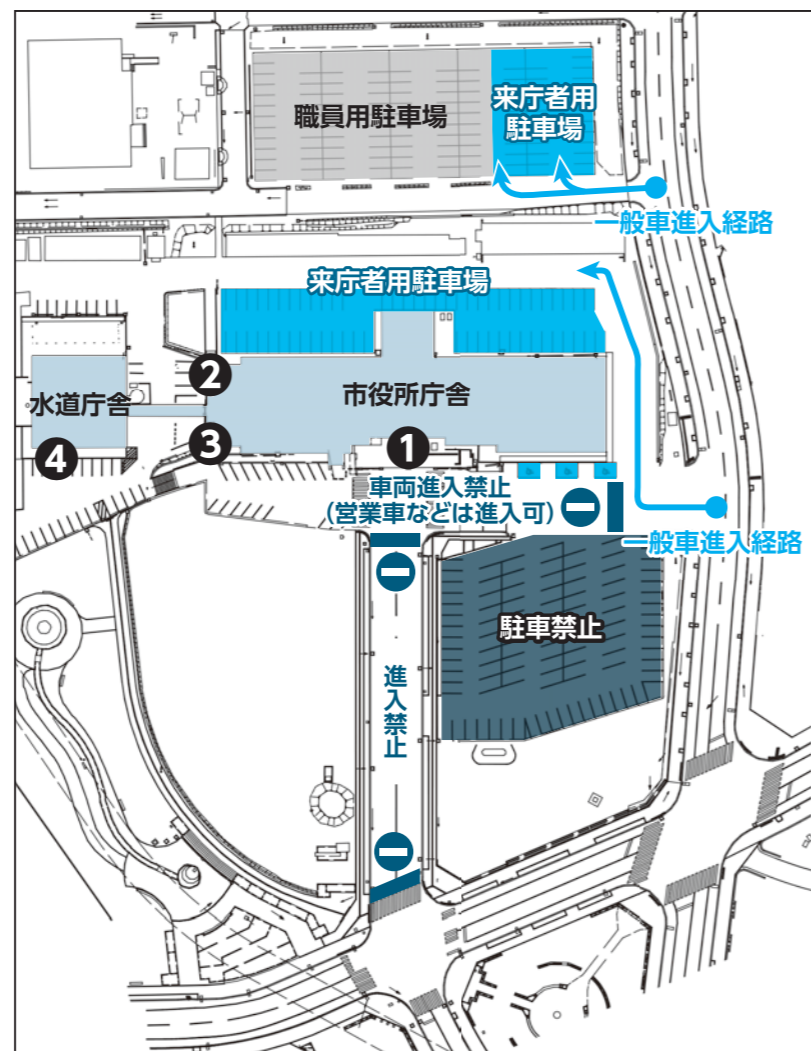 職員用駐車場
来庁者用
駐車場
一般車進入経路
来庁者用駐車場
2
水道庁舎
市役所庁舎
3
1
4
車両進入禁止
(営業車などは進入可)
一般車進入経路
駐車禁止
進入禁止